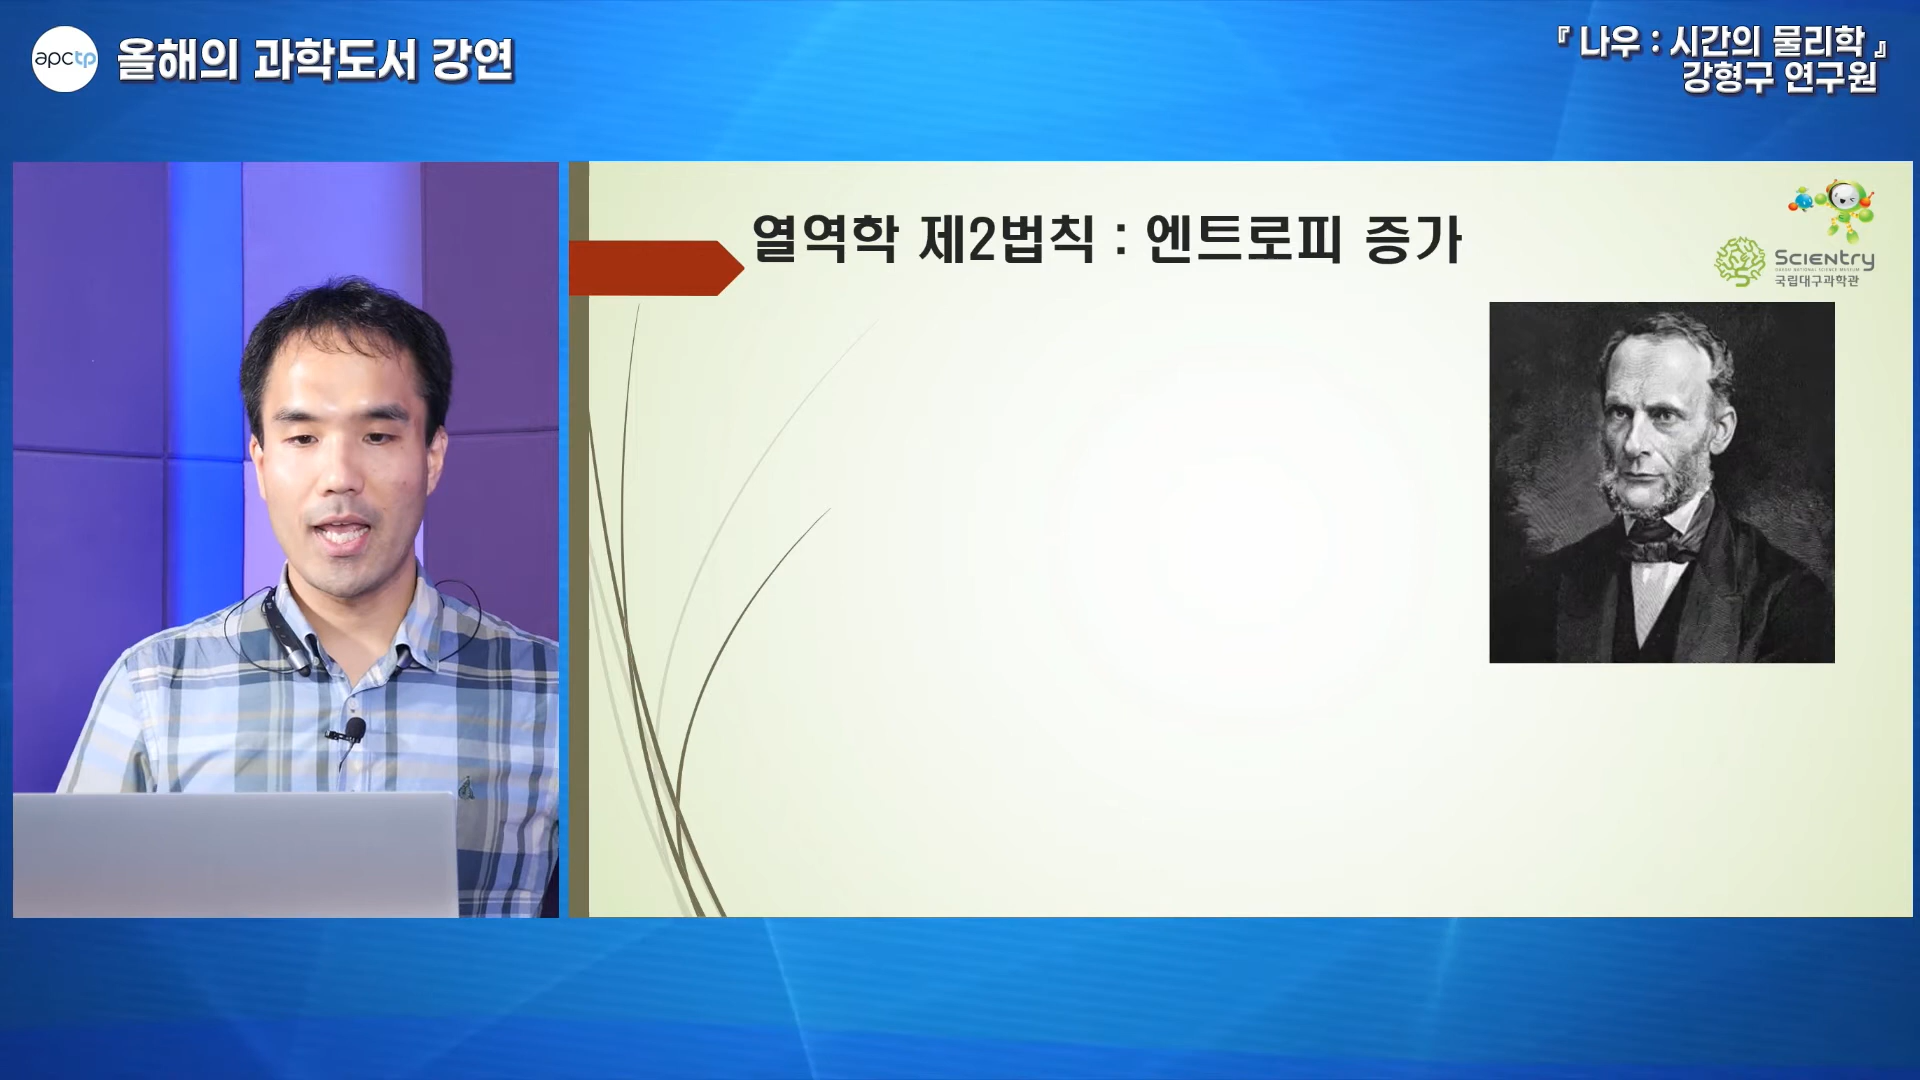 apctp 올해의 과학도서 강연
『 나우 : 시간의 물리학 』
강형구 연구원
열역학 제2법칙 : 엔트로피 증가
Scientry
국립대구과학관